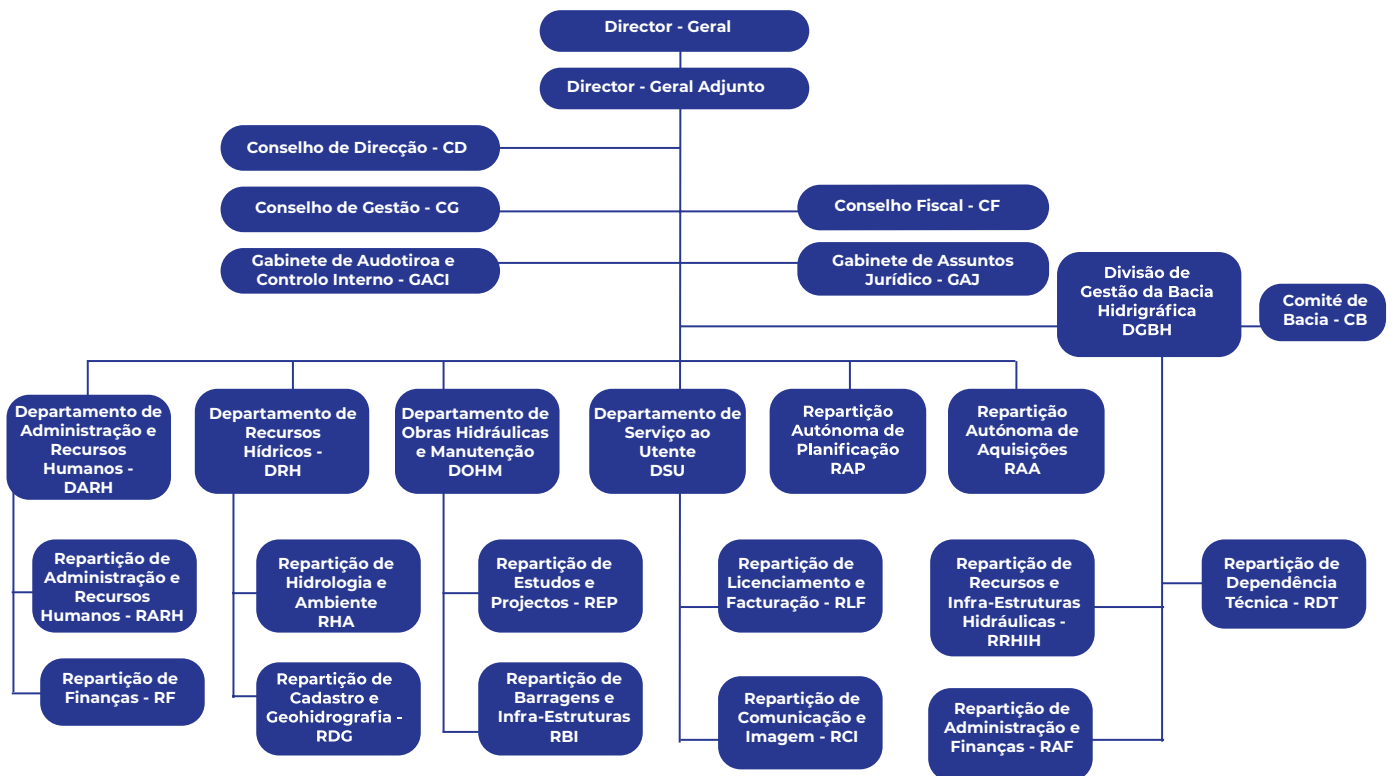 Director - Geral
Director - Geral Adjunto
Conselho de Direcção - CD
Conselho de Gestão - CG
Conselho Fiscal - CF
Gabinete de Audotiroa e
Controlo Interno - GACI
Gabinete de Assuntos
Jurídico - GAJ
Divisão de
Gestão da Bacia
Hidrigráfica
DGBH
Comité de
Bacia - CB
Departamento de
Administração e
Recursos
Humanos -
DARH
Departamento de
Recursos
Hídricos -
DRH
Departamento de
Obras Hidráulicas
e Manutenção
DOHM
Departamento de
Serviço ao
Utente
DSU
Repartição
Autónoma de
Planificação
RAP
Repartição
Autónoma de
Aquisições
RAA
Repartição de
Administração e
Recursos
Humanos - RARH
Repartição de
Hidrologia e
Ambiente
RHA
Repartição de
Estudos e
Projectos - REP
Repartição de
Licenciamento e
Facturação - RLF
Repartição de
Recursos e
Infra-Estruturas
Hidráulicas -
RRHIH
Repartição de
Dependência
Técnica - RDT
Repartição de
Finanças - RF
Repartição de
Cadastro e
Geohidrografia -
RDG
Repartição de
Barragens e
Infra-Estruturas
RBI
Repartição de
Comunicação e
Imagem - RCI
Repartição de
Administração e
Finanças - RAF